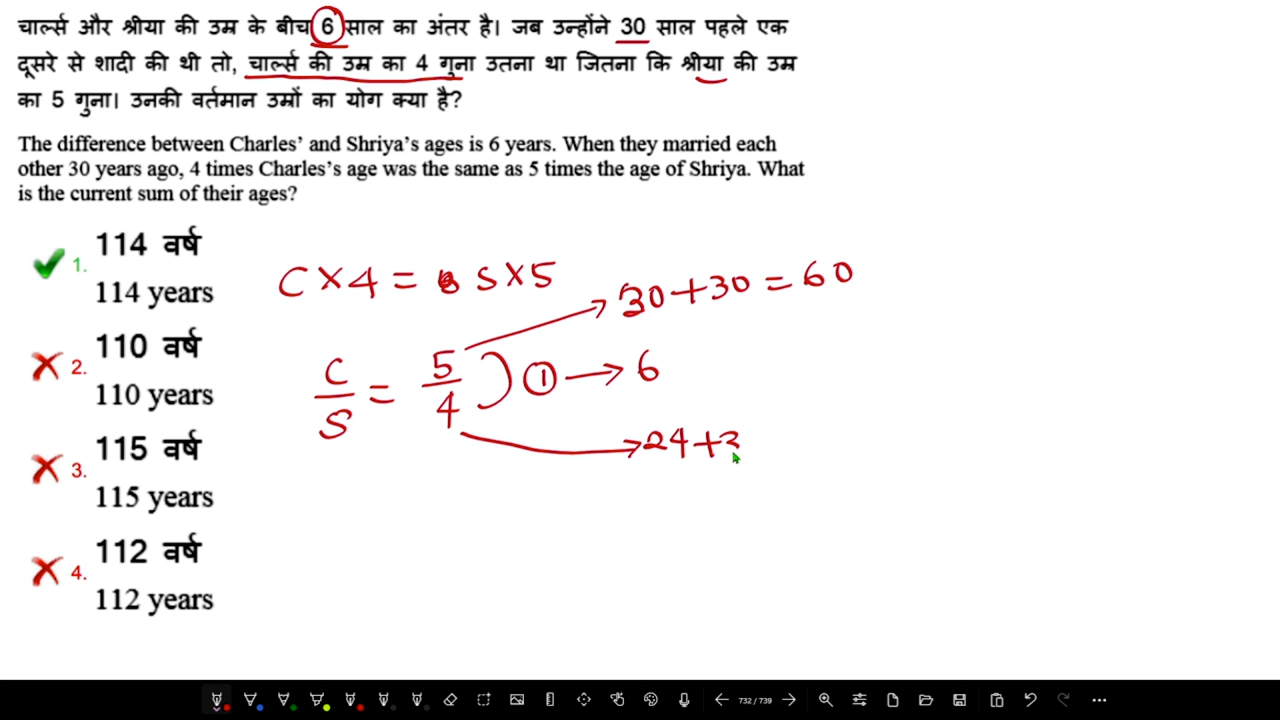 चार्ल्स और श्रीया की उम्र के बीच 6 साल का अंतर है। जब उन्होंने 30 साल पहले एक
दूसरे से शादी की थी तो, चार्ल्स की उम्र का 4 गुना उतना था जितना कि श्रीया की उम्र
का 5 गुना। उनकी वर्तमान उम्रों का योग क्या है?
The difference between Charles’ and Shriya’s ages is 6 years. When they married each
other 30 years ago, 4 times Charles’s age was the same as 5 times the age of Shriya. What
is the current sum of their ages?
1. 114 वर्ष
114 years
2. 110 वर्ष
110 years
3. 115 वर्ष
115 years
4. 112 वर्ष
112 years
C × 4 = S × 5
30 + 30 = 60
C/S = 5/4 ) 1 → 6
24 + 3
732 / 739